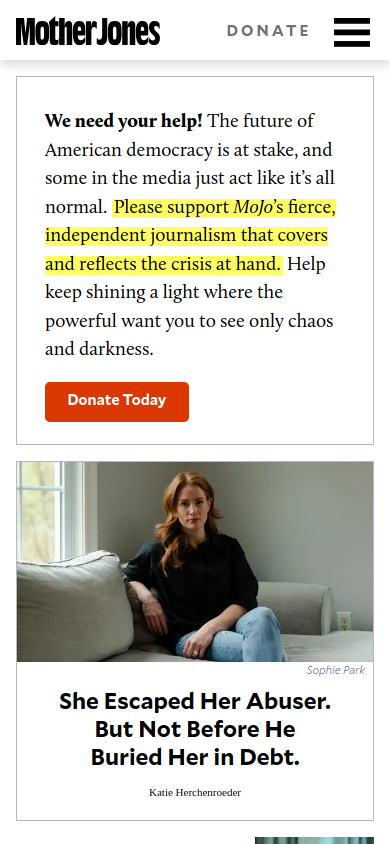 Mother Jones
DONATE
We need your help! The future of
American democracy is at stake, and
some in the media just act like it’s all
normal. Please support MoJo’s fierce,
independent journalism that covers
and reflects the crisis at hand. Help
keep shining a light where the
powerful want you to see only chaos
and darkness.
Donate Today
Sophie Park
She Escaped Her Abuser.
But Not Before He
Buried Her in Debt.
Katie Herchenroeder